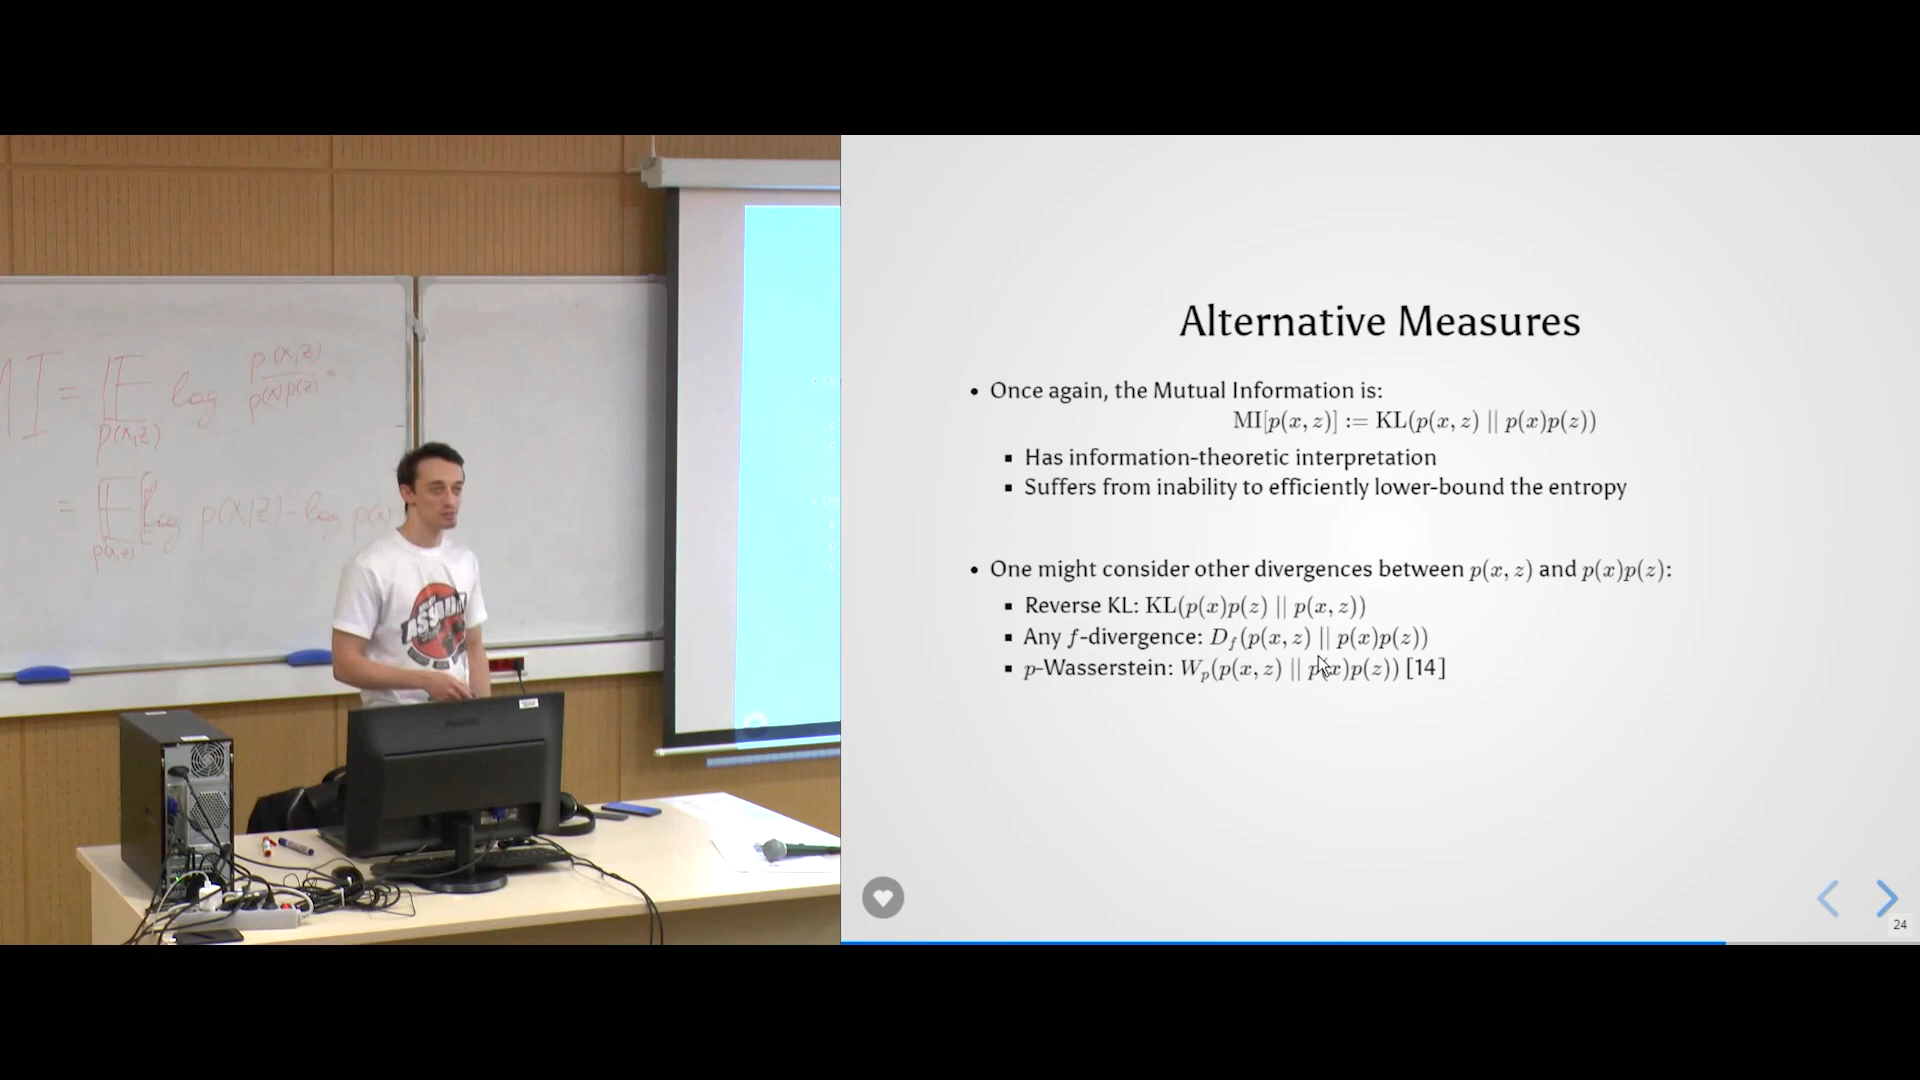 MI = 𝔼 log p(x,z)
p(x,z) p(x)p(z)
= 𝔼 [log p(x|z) - log p(x)
p(x,z)
ASSAULT
PHILIPS
Alternative Measures
• Once again, the Mutual Information is:
MI[p(x, z)] := KL(p(x, z) || p(x)p(z))
▪ Has information-theoretic interpretation
▪ Suffers from inability to efficiently lower-bound the entropy
• One might consider other divergences between p(x, z) and p(x)p(z):
▪ Reverse KL: KL(p(x)p(z) || p(x, z))
▪ Any f-divergence: D_f(p(x, z) || p(x)p(z))
▪ p-Wasserstein: W_p(p(x, z) || p(x)p(z)) [14]
24